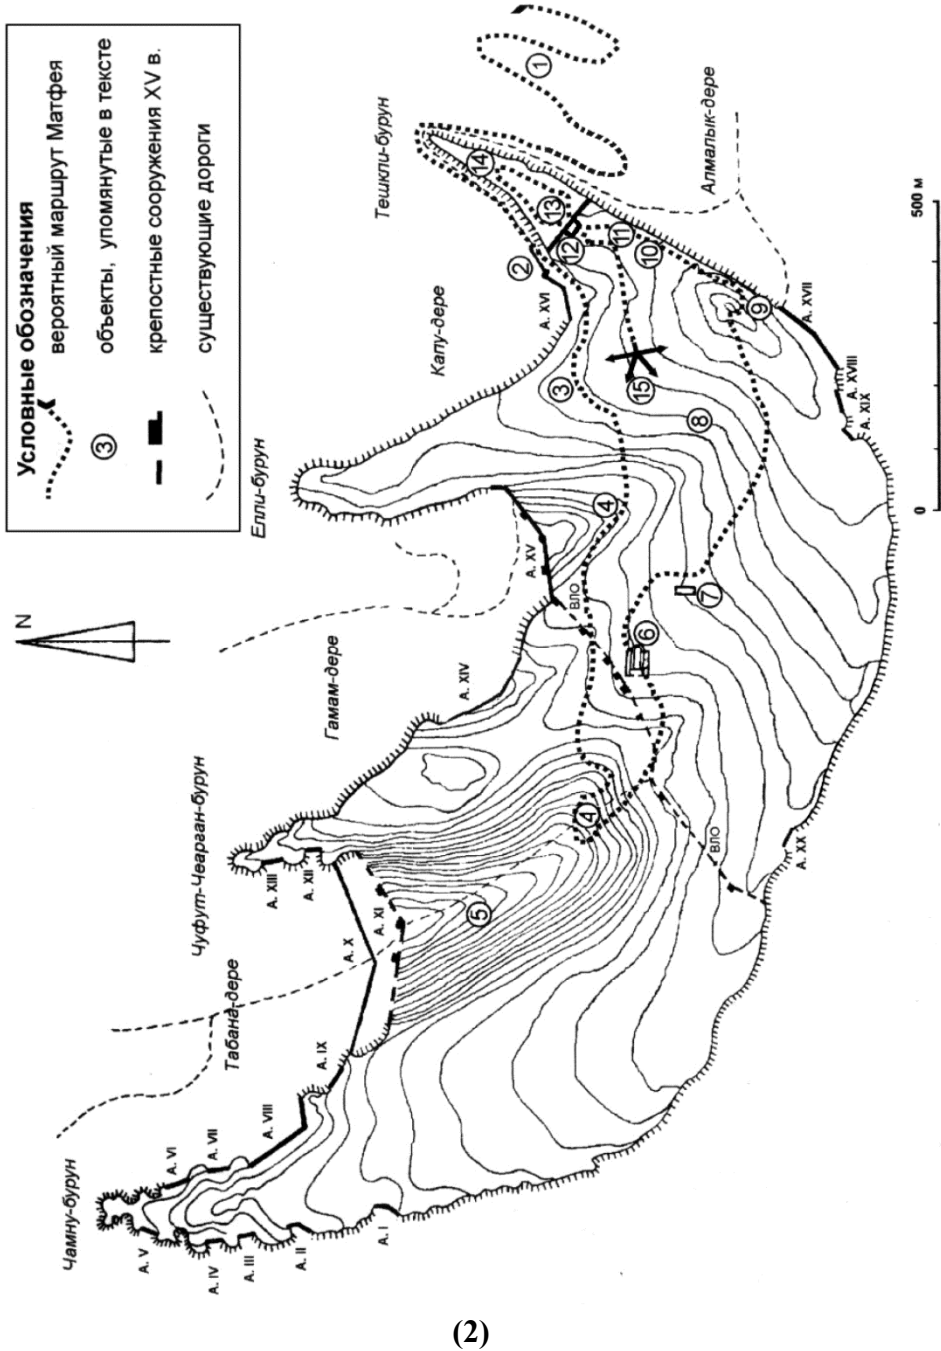 Условные обозначения
вероятный маршрут Матфея
③ объекты, упомянутые в тексте
крепостные сооружения XV в.
существующие дороги
N
Чамну-бурун
Табана-дере
Чуфут-Чеарган-бурун
Гамам-дере
Елли-бурун
Капу-дере
Тешкли-бурун
Алмалык-дере
А. I
А. II
А. III
А. IV
А. V
А. VI
А. VII
А. VIII
А. IX
А. X
А. XI
А. XII
А. XIII
А. XIV
А. XV
А. XVI
А. XVII
А. XVIII
А. XIX
А. XX
ВЛО
ВЛО
1
2
3
4
4
5
6
7
8
9
10
11
12
13
14
15
0
500 м
(2)